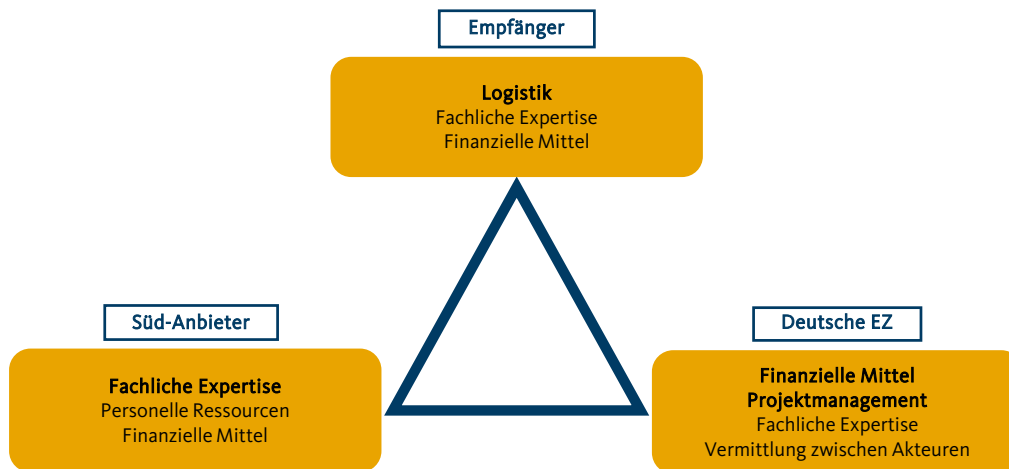 Empfänger
Logistik
Fachliche Expertise
Finanzielle Mittel
Süd-Anbieter
Fachliche Expertise
Personelle Ressourcen
Finanzielle Mittel
Deutsche EZ
Finanzielle Mittel
Projektmanagement
Fachliche Expertise
Vermittlung zwischen Akteuren